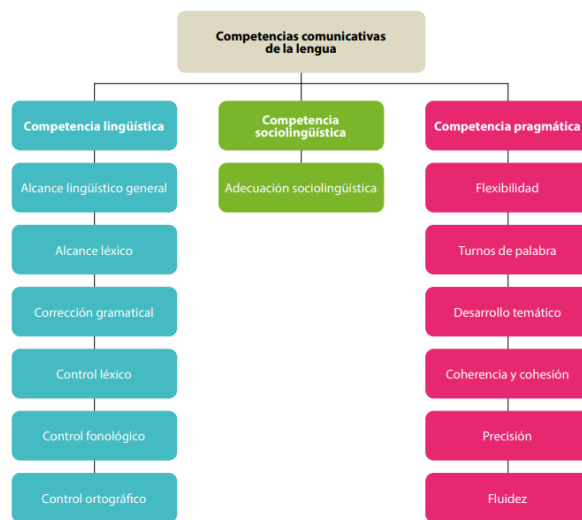 Competencias comunicativas
de la lengua
Competencia lingüística
Alcance lingüístico general
Alcance léxico
Corrección gramatical
Control léxico
Control fonológico
Control ortográfico
Competencia
sociolingüística
Adecuación sociolingüística
Competencia pragmática
Flexibilidad
Turnos de palabra
Desarrollo temático
Coherencia y cohesión
Precisión
Fluidez